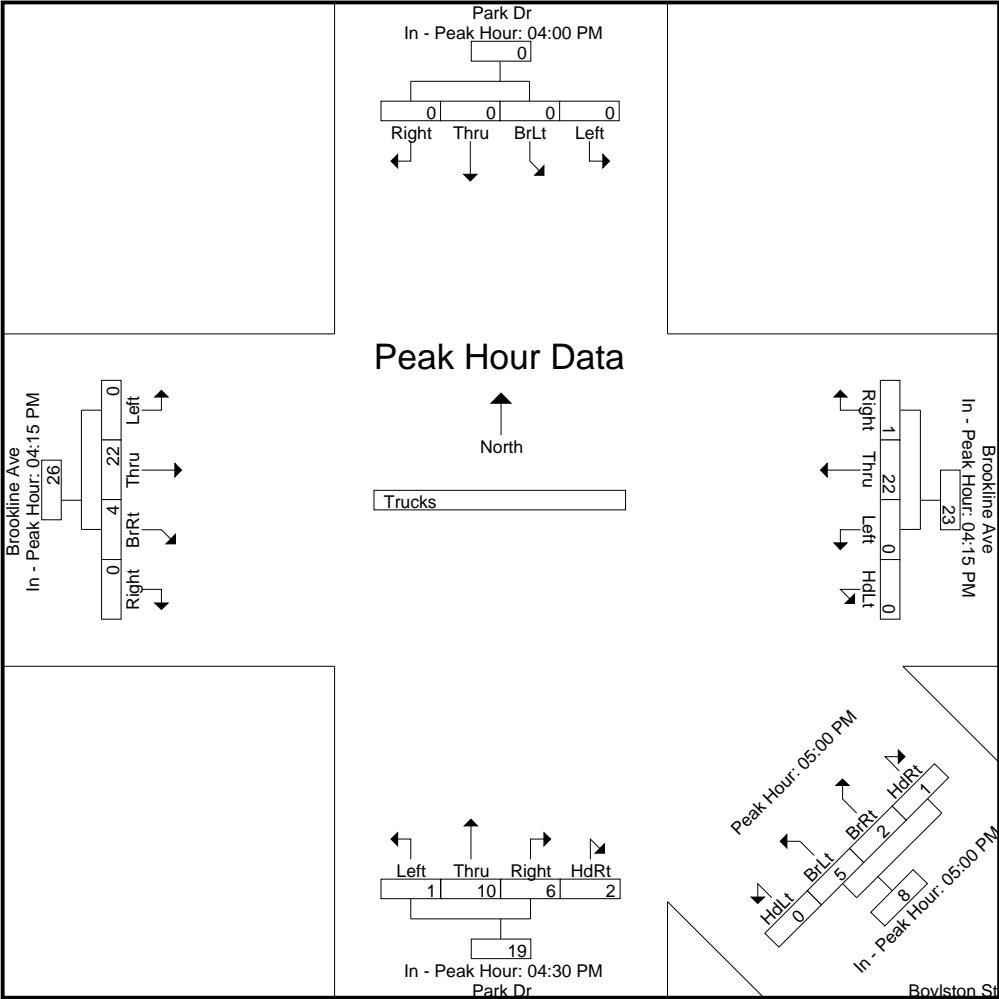 Park Dr
In - Peak Hour: 04:00 PM
0
0 0 0 0
Right Thru BrLt Left
Peak Hour Data
North
Trucks
Brookline Ave
In - Peak Hour: 04:15 PM
26
0 22 4 0
Left Thru BrRt Right
Right Thru Left HdLt
1 22 0 0
23
In - Peak Hour: 04:15 PM
Brookline Ave
Peak Hour: 05:00 PM
HdLt BrLt BrRt HdRt
0 5 2 1
8
In - Peak Hour: 05:00 PM
Boylston St
Left Thru Right HdRt
1 10 6 2
19
In - Peak Hour: 04:30 PM
Park Dr